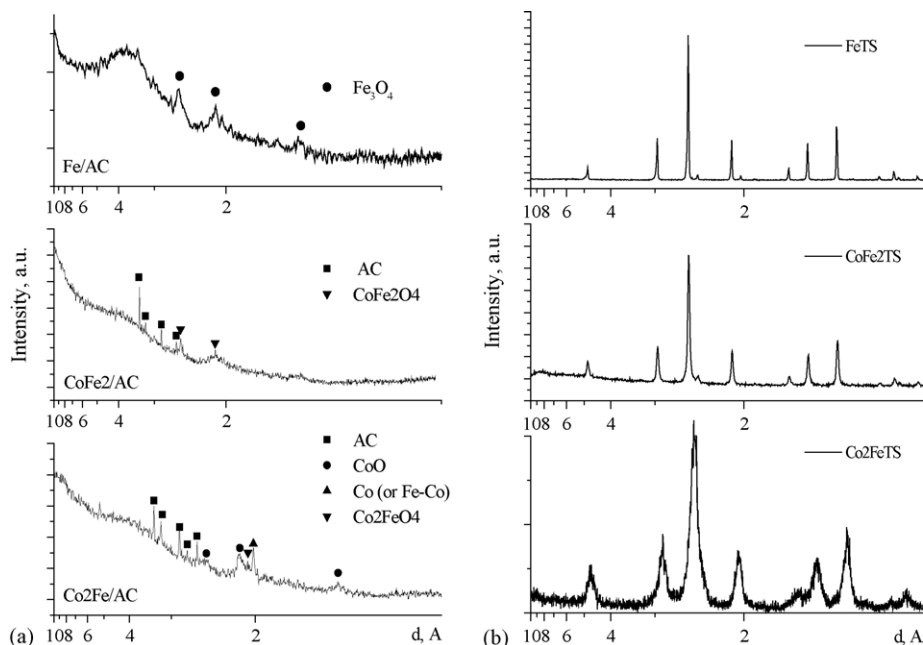 Intensity, a.u.
Fe₃O₄
Fe/AC
108 6 4 2
AC
CoFe2O4
CoFe2/AC
108 6 4 2
AC
CoO
Co (or Fe-Co)
Co2FeO4
Co2Fe/AC
108 6 4 2 d, A
(a)
Intensity, a.u.
FeTS
108 6 4 2
CoFe2TS
108 6 4 2
Co2FeTS
108 6 4 2 d, A
(b)